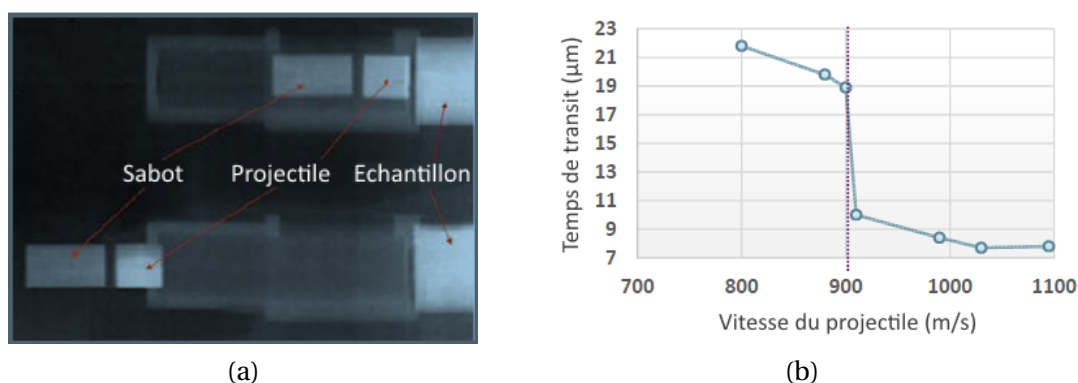 Sabot Projectile Echantillon
(a)
23
21
19
17
15
13
11
9
7
Temps de transit (μm)
700 800 900 1000 1100
Vitesse du projectile (m/s)
(b)